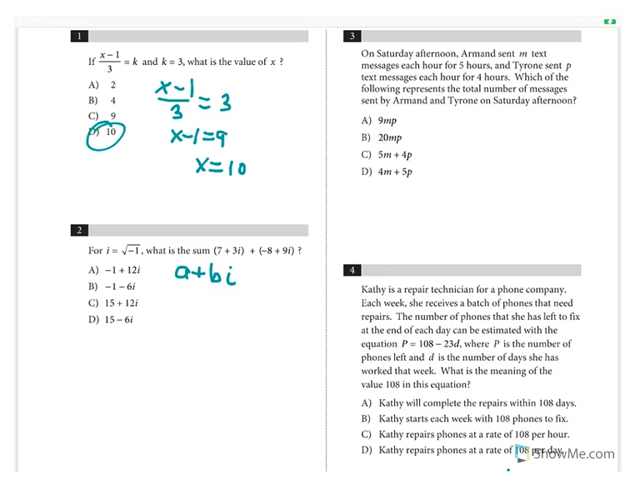 1
If x − 1 / 3 = k and k = 3, what is the value of x ?
A) 2
B) 4
C) 9
D) 10
x-1 / 3 = 3
x-1=9
x=10
2
For i = √−1, what is the sum (7 + 3i) + (−8 + 9i) ?
A) −1 + 12i
B) −1 − 6i
C) 15 + 12i
D) 15 − 6i
a+bi
3
On Saturday afternoon, Armand sent m text
messages each hour for 5 hours, and Tyrone sent p
text messages each hour for 4 hours. Which of the
following represents the total number of messages
sent by Armand and Tyrone on Saturday afternoon?
A) 9mp
B) 20mp
C) 5m + 4p
D) 4m + 5p
4
Kathy is a repair technician for a phone company.
Each week, she receives a batch of phones that need
repairs. The number of phones that she has left to fix
at the end of each day can be estimated with the
equation P = 108 − 23d, where P is the number of
phones left and d is the number of days she has
worked that week. What is the meaning of the
value 108 in this equation?
A) Kathy will complete the repairs within 108 days.
B) Kathy starts each week with 108 phones to fix.
C) Kathy repairs phones at a rate of 108 per hour.
D) Kathy repairs phones at a rate of 108 per day.
ShowMe.com